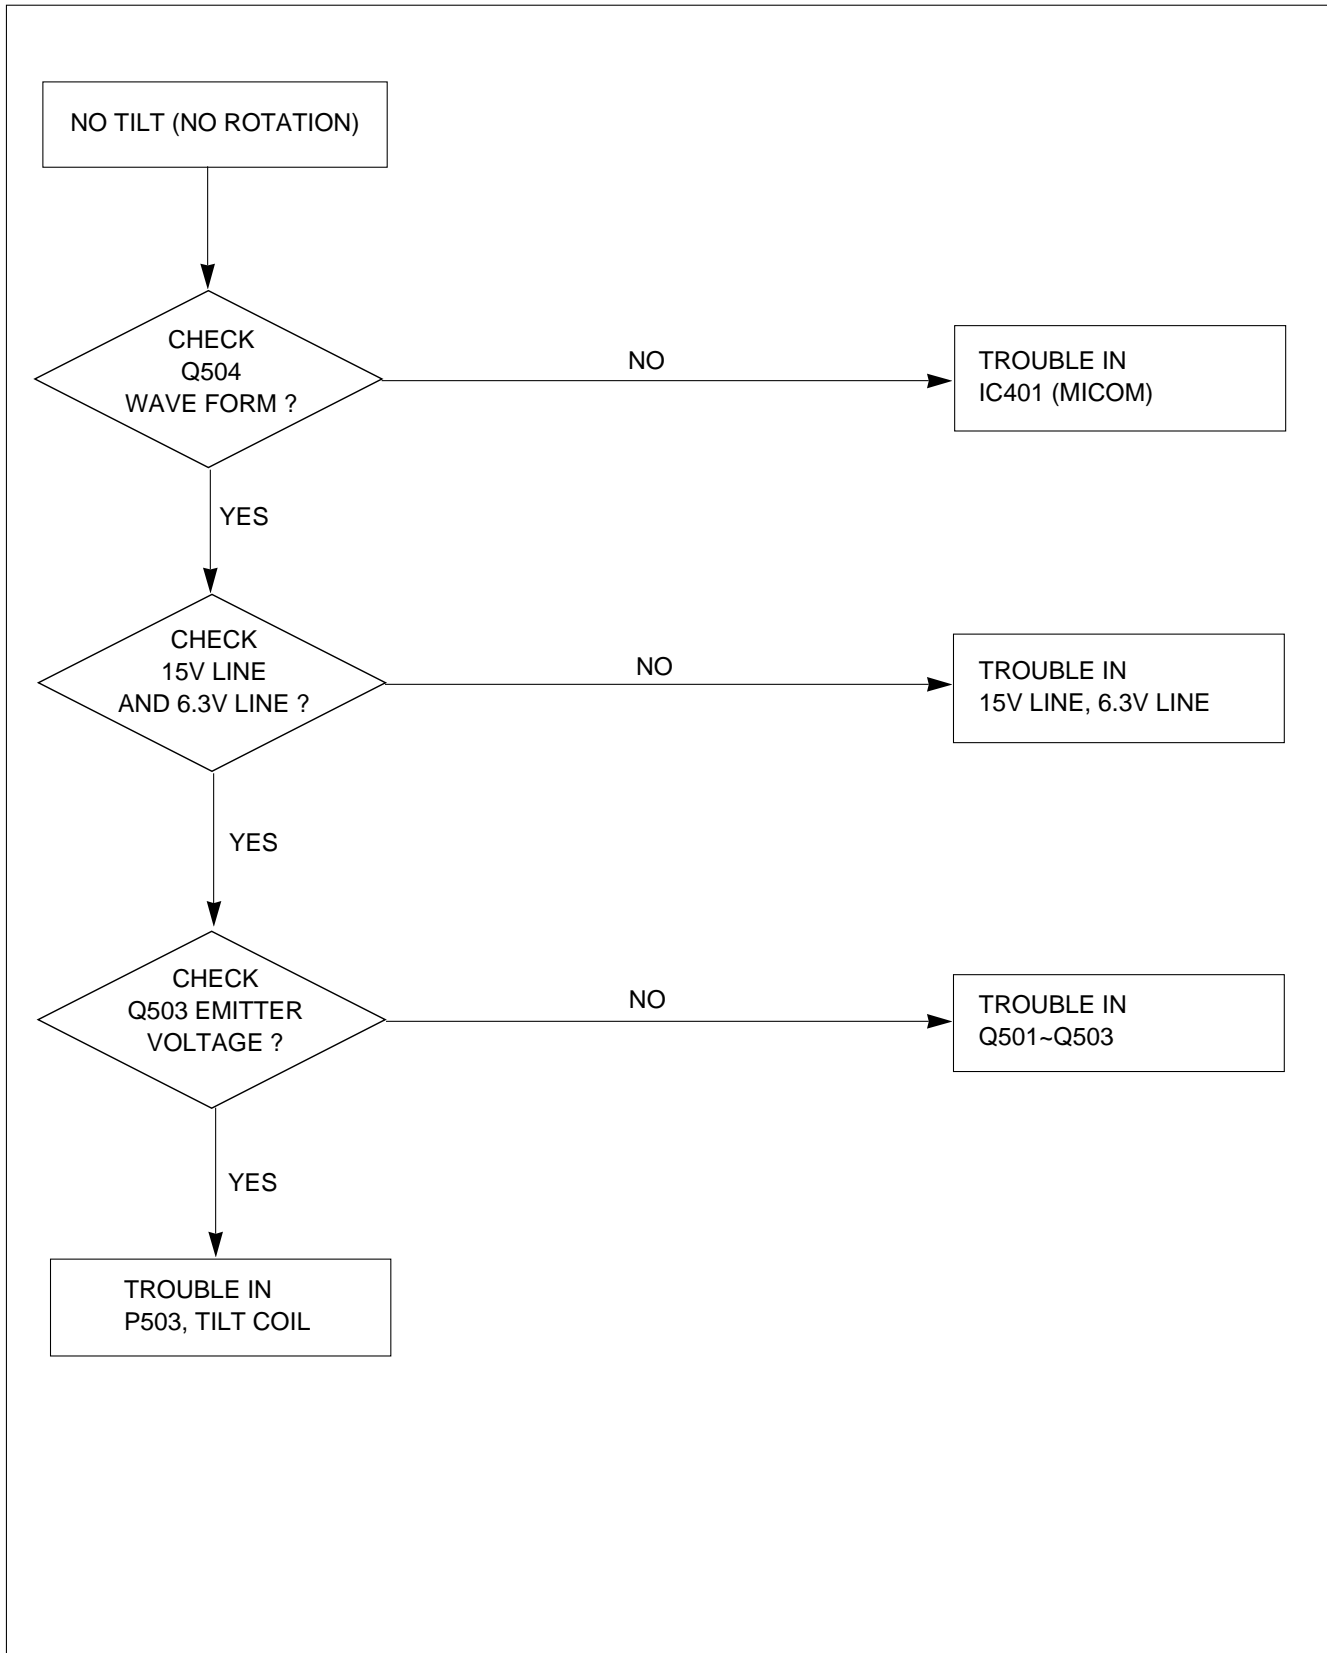 NO TILT (NO ROTATION)
CHECK
Q504
WAVE FORM ?
NO
TROUBLE IN
IC401 (MICOM)
YES
CHECK
15V LINE
AND 6.3V LINE ?
NO
TROUBLE IN
15V LINE, 6.3V LINE
YES
CHECK
Q503 EMITTER
VOLTAGE ?
NO
TROUBLE IN
Q501~Q503
YES
TROUBLE IN
P503, TILT COIL